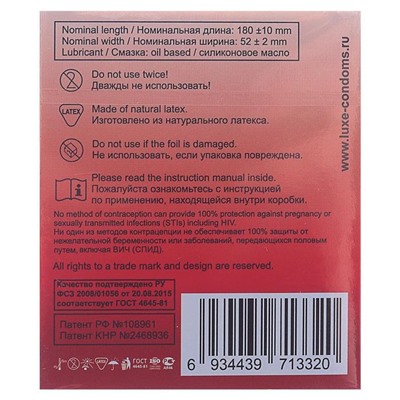 Nominal length / Номинальная длина: 180 ±10 mm
Nominal width / Номинальная ширина: 52 ± 2 mm
Lubricant / Смазка: oil based / силиконовое масло
Do not use twice!
Дважды не использовать!
LATEX
Made of natural latex.
Изготовлено из натурального латекса.
Do not use if the foil is damaged.
Не использовать, если упаковка повреждена.
Please read the instruction manual inside.
Пожалуйста ознакомьтесь с инструкцией
по применению, находящейся внутри коробки.
No method of contraception can provide 100% protection against pregnancy or
sexually transmitted infections (STIs) including HIV.
Ни один из методов контрацепции не обеспечивает 100% защиты от
нежелательной беременности или заболеваний, передающихся половым
путем, включая ВИЧ (СПИД).
All rights to a trade mark and design are reserved.
Качество подтверждено РУ
ФСЗ 2008/01056 от 20.08.2015
соответствует ГОСТ 4645-81
Патент РФ №108961
Патент КНР №2468936
LATEX
ГОСТ
4645-81
ISO
6 934439 713320
www.luxe-condoms.ru